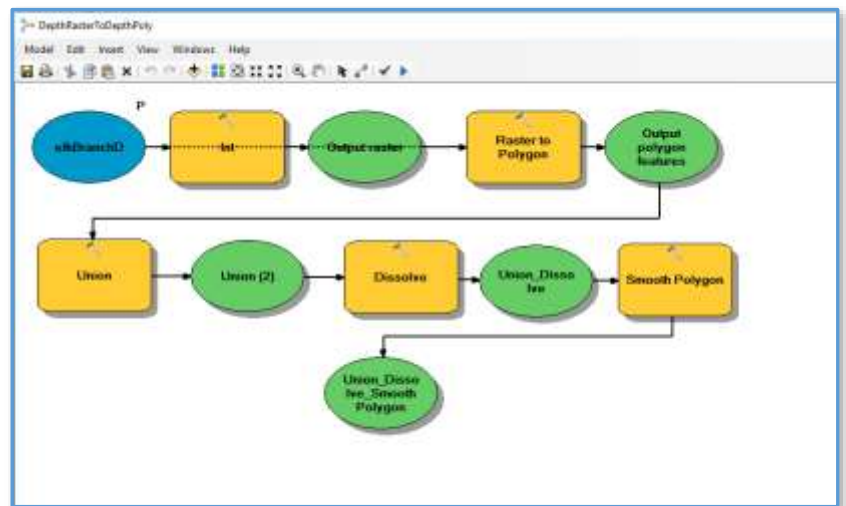 DepthRasterToDepthPoly
Model Edit Insert View Windows Help
P
Int
Output raster
Raster to
Polygon
Output
polygon
features
Union
Union (2)
Dissolve
Union_Disso
lve
Smooth Polygon
Union_Disso
lve_Smooth
Polygon